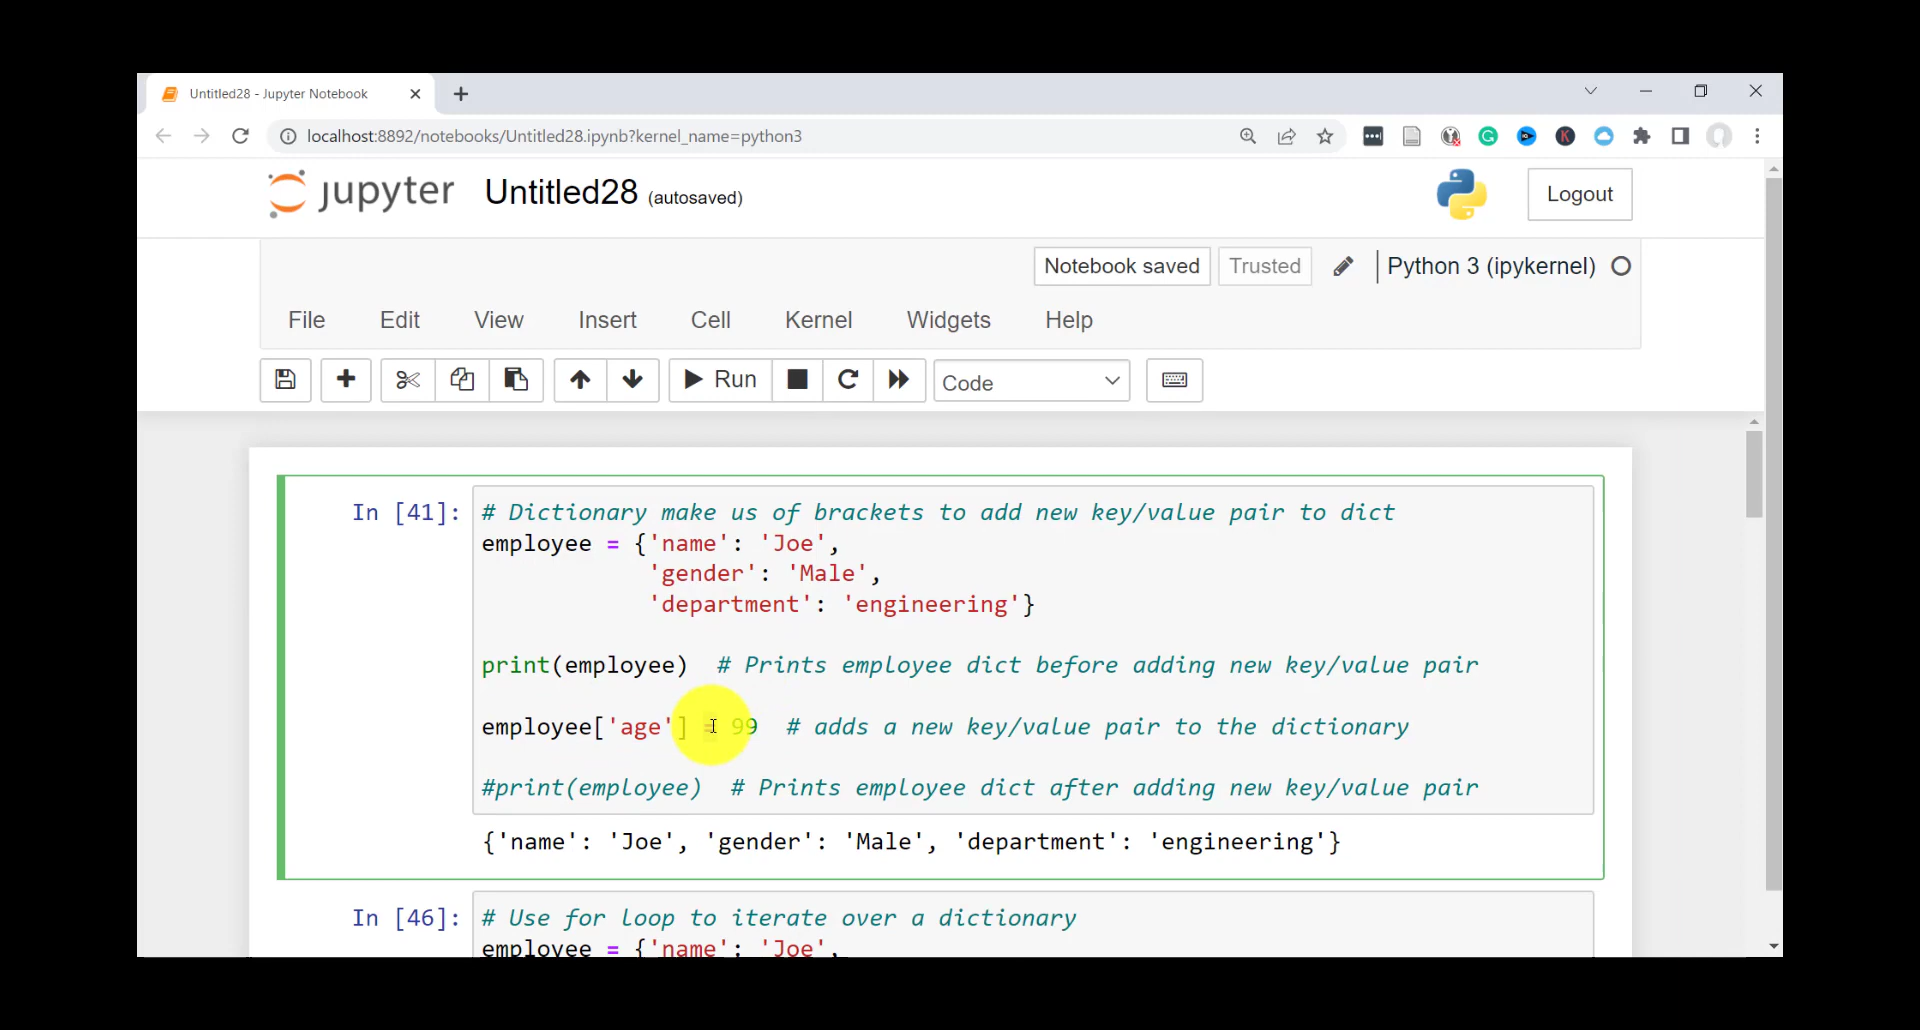 Untitled28 - Jupyter Notebook
localhost:8892/notebooks/Untitled28.ipynb?kernel_name=python3
jupyter Untitled28 (autosaved)
Logout
Notebook saved Trusted Python 3 (ipykernel)
File Edit View Insert Cell Kernel Widgets Help
Run Code
In [41]: # Dictionary make us of brackets to add new key/value pair to dict
employee = {'name': 'Joe',
'gender': 'Male',
'department': 'engineering'}
print(employee) # Prints employee dict before adding new key/value pair
employee['age'] = 99 # adds a new key/value pair to the dictionary
#print(employee) # Prints employee dict after adding new key/value pair
{'name': 'Joe', 'gender': 'Male', 'department': 'engineering'}
In [46]: # Use for loop to iterate over a dictionary
employee = {'name': 'Joe',